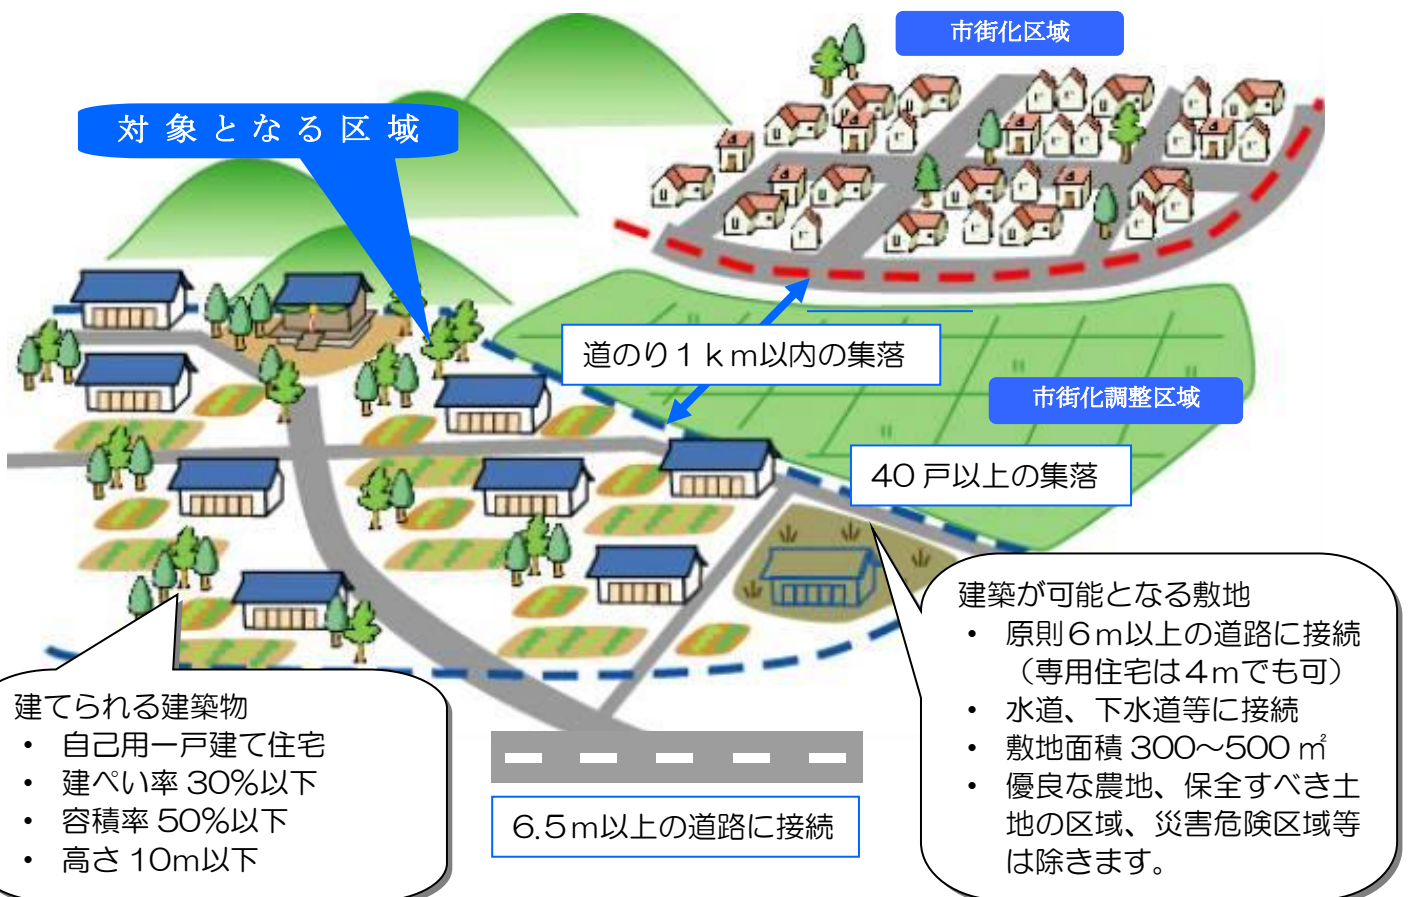 市街化区域
対象となる区域
道のり１ｋｍ以内の集落
市街化調整区域
40戸以上の集落
建築が可能となる敷地
・ 原則６ｍ以上の道路に接続
（専用住宅は４ｍでも可）
・ 水道、下水道等に接続
・ 敷地面積 300～500 ㎡
・ 優良な農地、保全すべき土
地の区域、災害危険区域等
は除きます。
建てられる建築物
・ 自己用一戸建て住宅
・ 建ぺい率 30%以下
・ 容積率 50%以下
・ 高さ 10ｍ以下
6.5ｍ以上の道路に接続